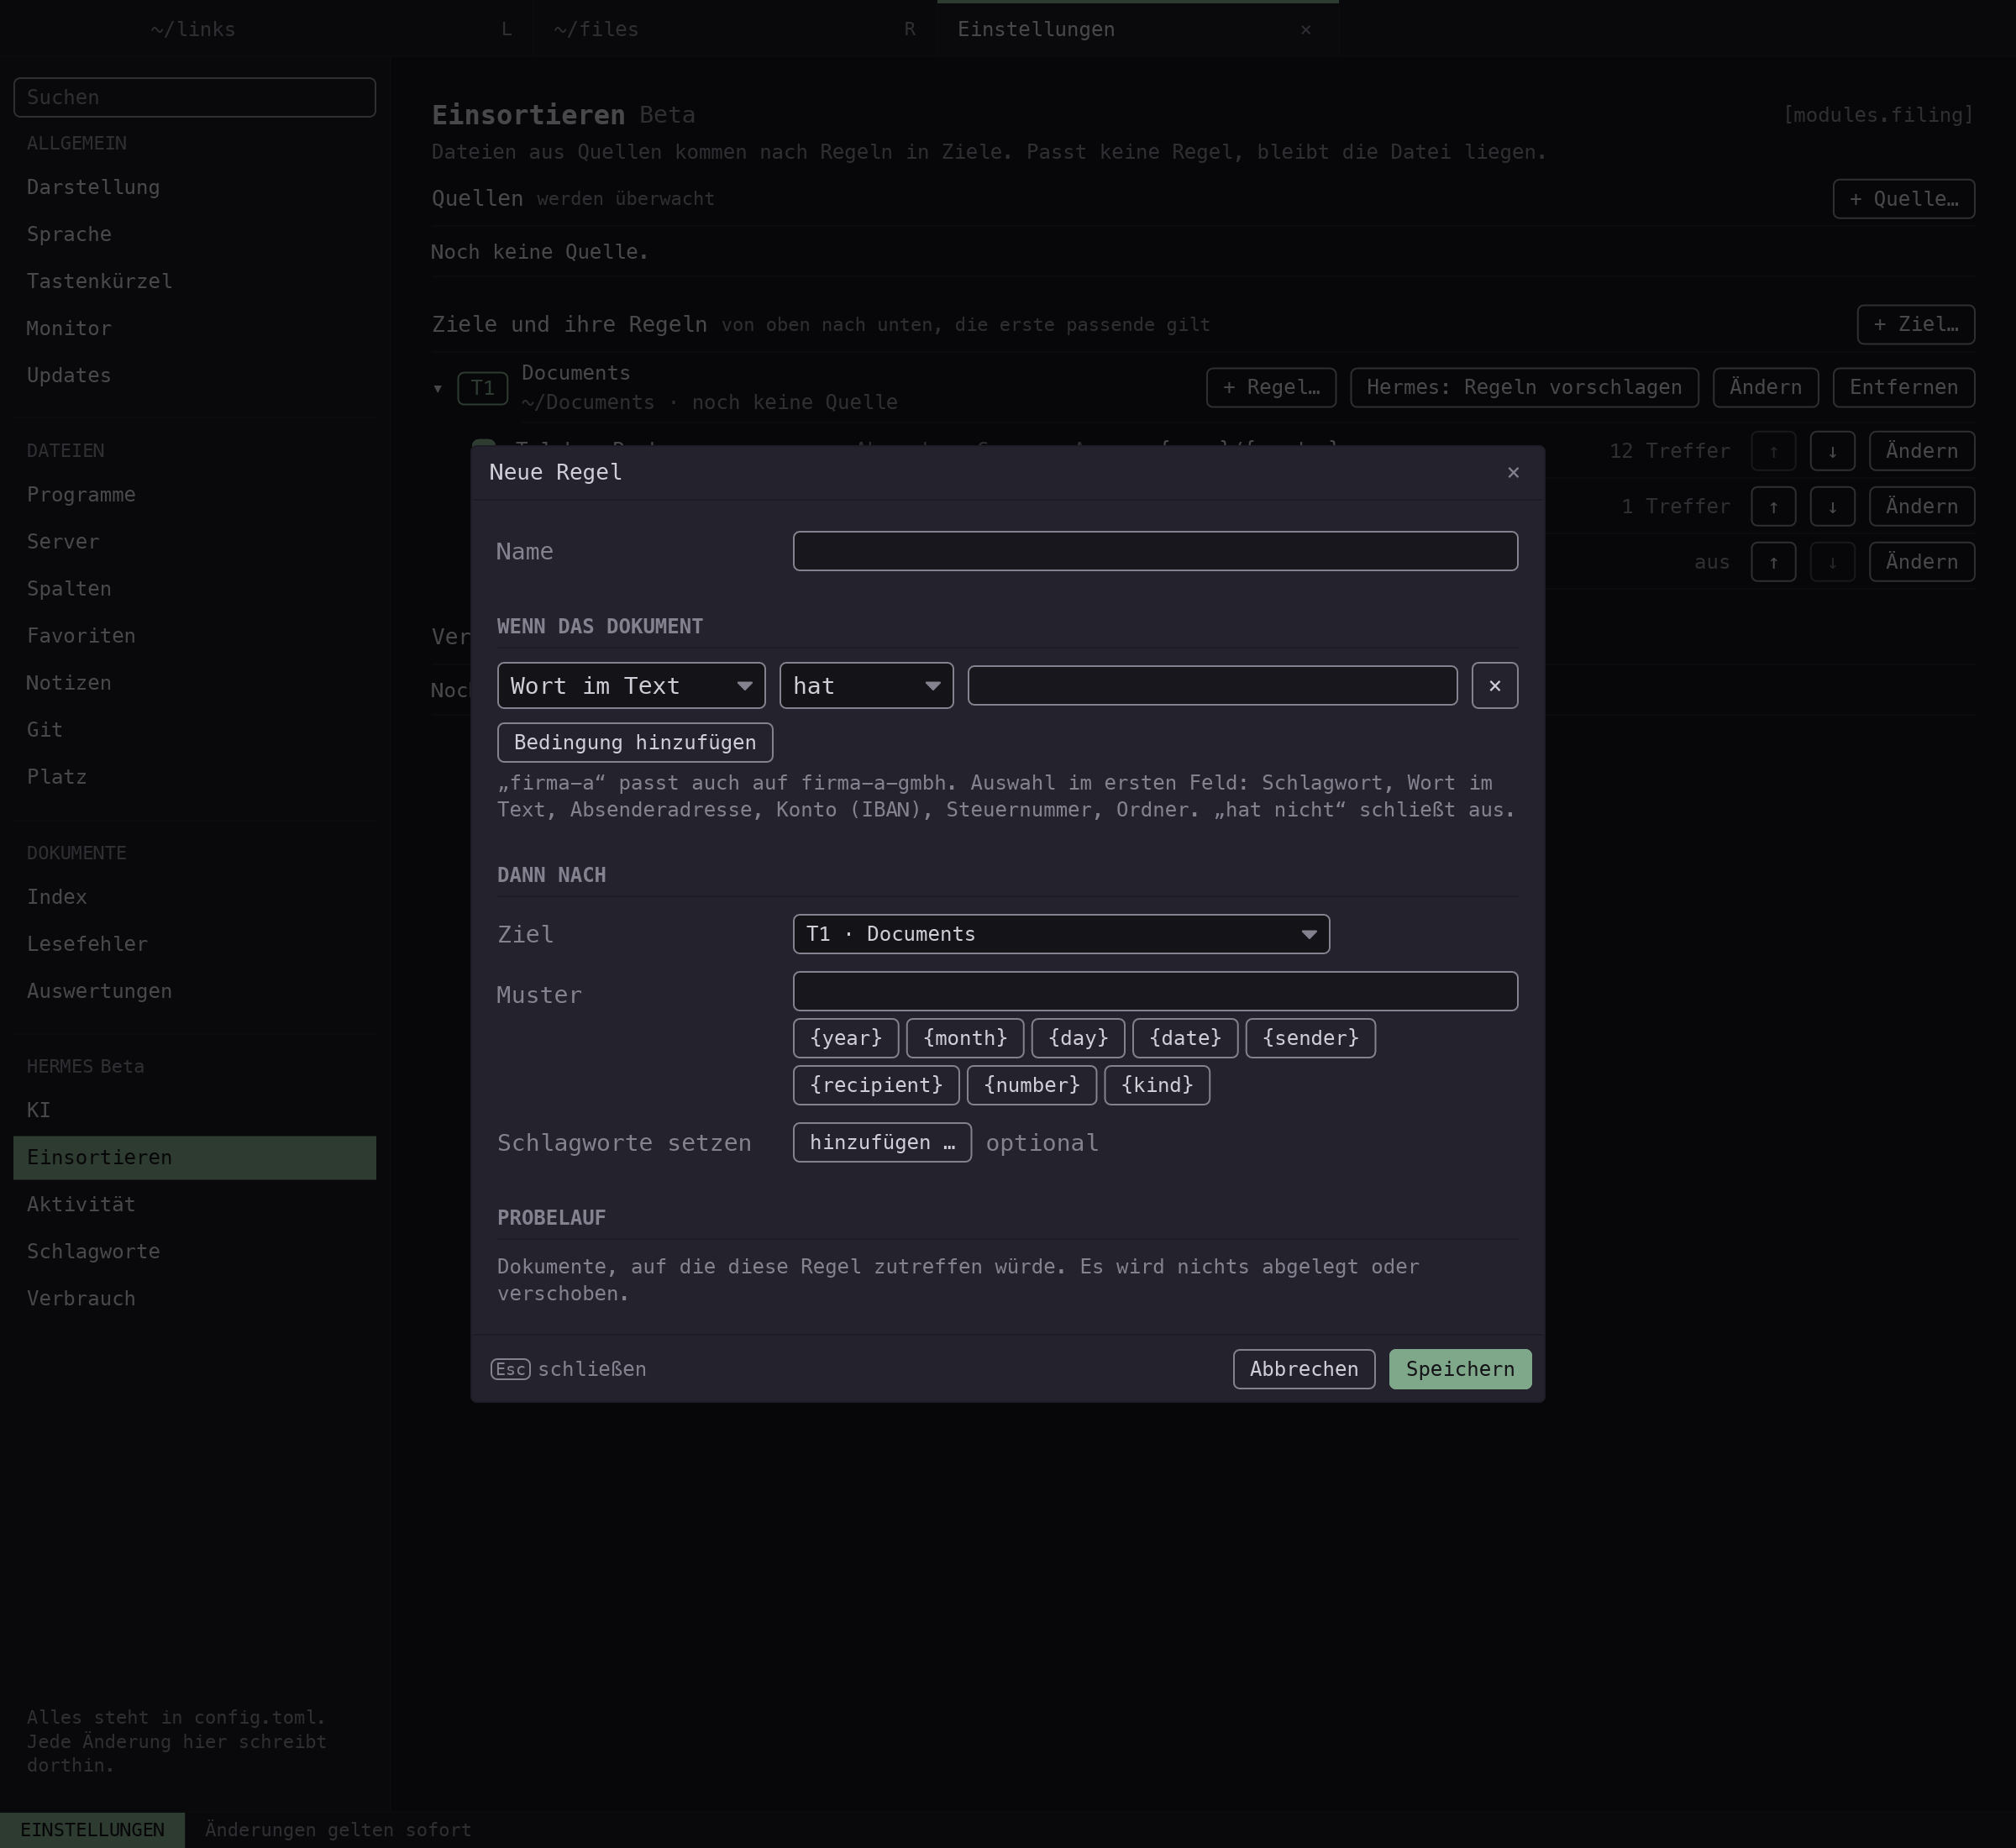 ~/links L ~/files R Einstellungen ×
Suchen
ALLGEMEIN
Darstellung
Sprache
Tastenkürzel
Monitor
Updates
DATEIEN
Programme
Server
Spalten
Favoriten
Notizen
Git
Platz
DOKUMENTE
Index
Lesefehler
Auswertungen
HERMES Beta
KI
Einsortieren
Aktivität
Schlagworte
Verbrauch
Alles steht in config.toml.
Jede Änderung hier schreibt
dorthin.
Einsortieren Beta [modules.filing]
Dateien aus Quellen kommen nach Regeln in Ziele. Passt keine Regel, bleibt die Datei liegen.
Quellen werden überwacht + Quelle…
Noch keine Quelle.
Ziele und ihre Regeln von oben nach unten, die erste passende gilt + Ziel…
▾ T1 Documents + Regel… Hermes: Regeln vorschlagen Ändern Entfernen
~/Documents · noch keine Quelle
12 Treffer ↑ ↓ Ändern
1 Treffer ↑ ↓ Ändern
aus ↑ ↓ Ändern
Neue Regel ×
Name
WENN DAS DOKUMENT
Wort im Text hat ×
Bedingung hinzufügen
„firma-a“ passt auch auf firma-a-gmbh. Auswahl im ersten Feld: Schlagwort, Wort im
Text, Absenderadresse, Konto (IBAN), Steuernummer, Ordner. „hat nicht“ schließt aus.
DANN NACH
Ziel T1 · Documents
Muster
{year} {month} {day} {date} {sender}
{recipient} {number} {kind}
Schlagworte setzen hinzufügen … optional
PROBELAUF
Dokumente, auf die diese Regel zutreffen würde. Es wird nichts abgelegt oder
verschoben.
Esc schließen Abbrechen Speichern
EINSTELLUNGEN Änderungen gelten sofort